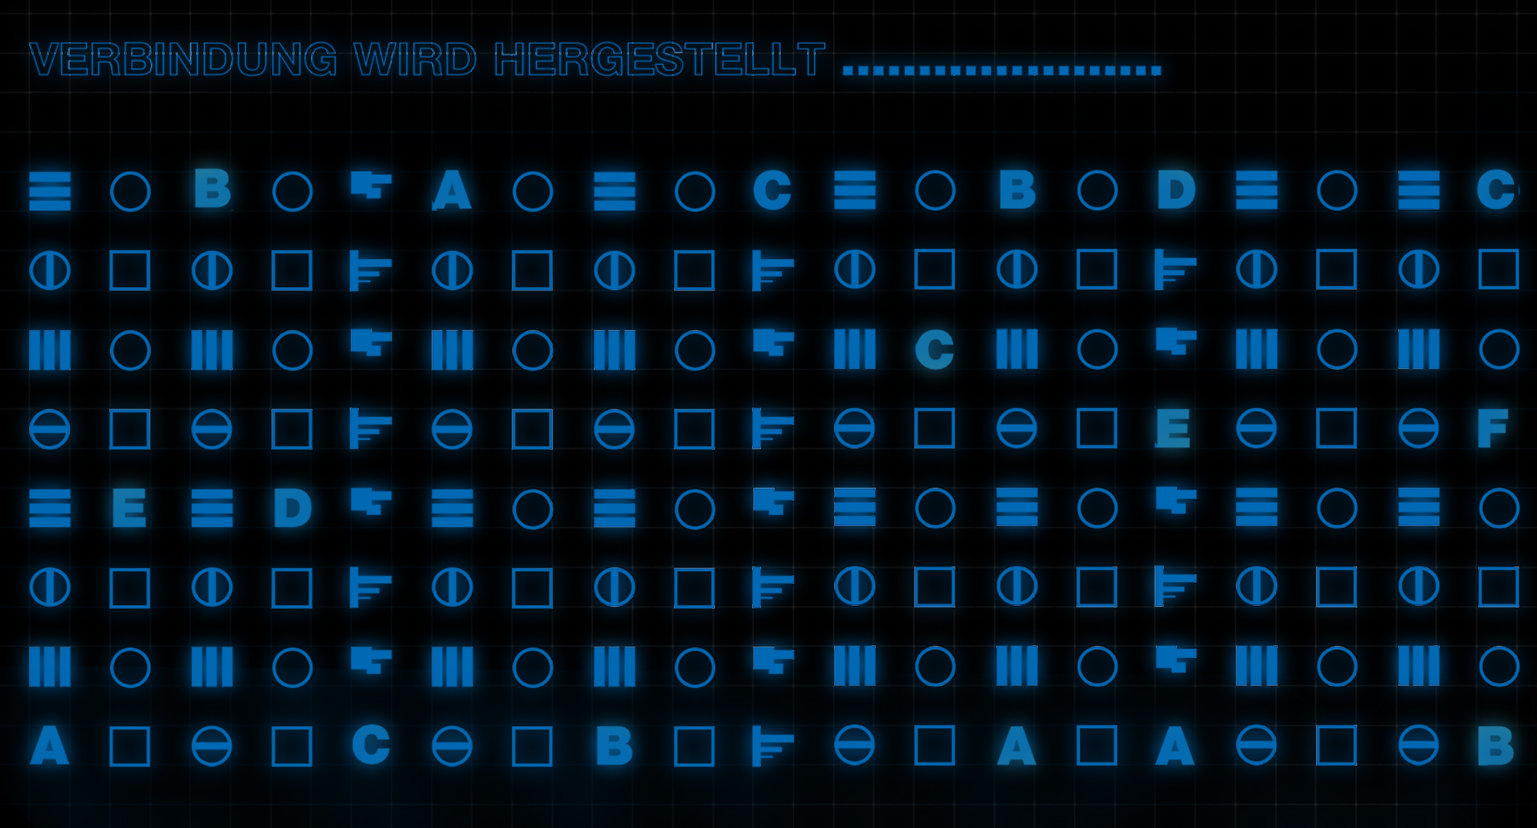 VERBINDUNG WIRD HERGESTELLT .....................
B A C B D C
C
E F
E D
A C B A A B